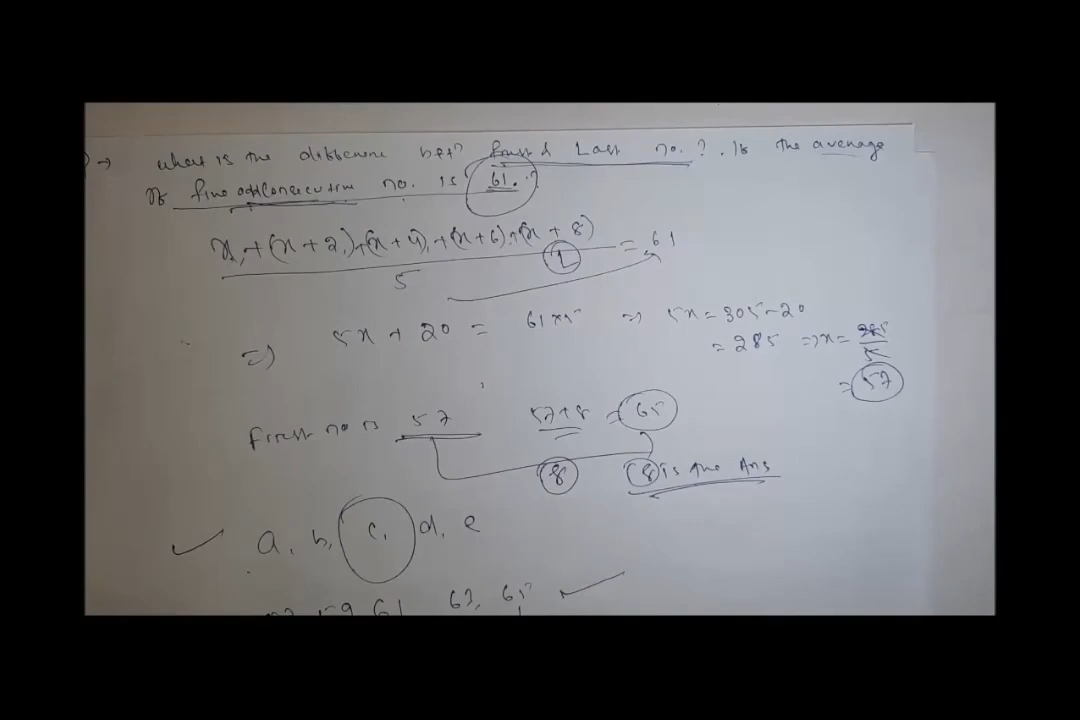 what is the difference betn First & Last no. ? . If the average
of five odd consecutive no. is 61. ?
x + (x + 2) + (x + 4) + (x + 6) + (x + 8) = 61
5
L
=> 5x + 20 = 61×5 => 5x = 305 - 20
= 285 => x = 285
5
= 57
First no is 57 57+8 = 65
8 (8 is the Ans
a, b, c, d, e
59 61 63, 65